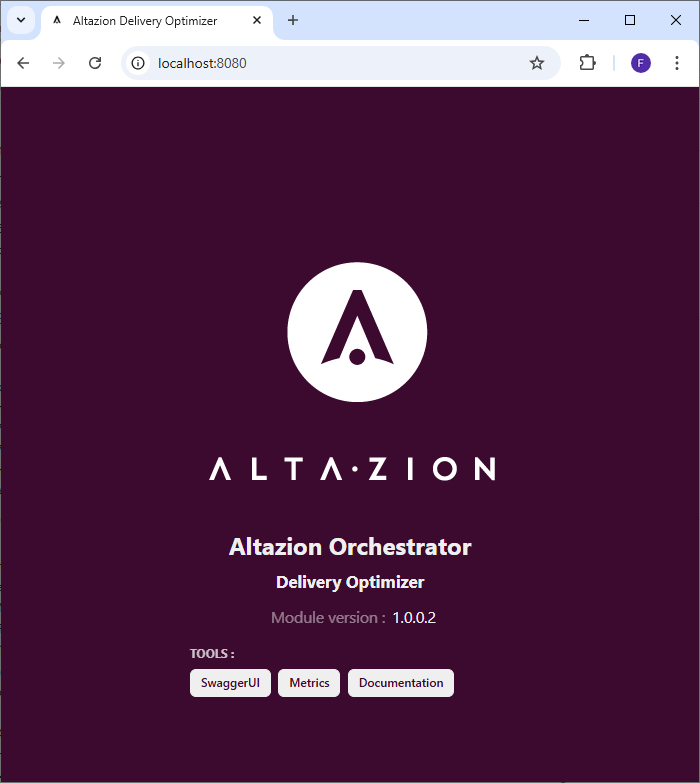 Altazion Delivery Optimizer
localhost:8080
F
ALTA·ZION
Altazion Orchestrator
Delivery Optimizer
Module version : 1.0.0.2
TOOLS :
SwaggerUI Metrics Documentation